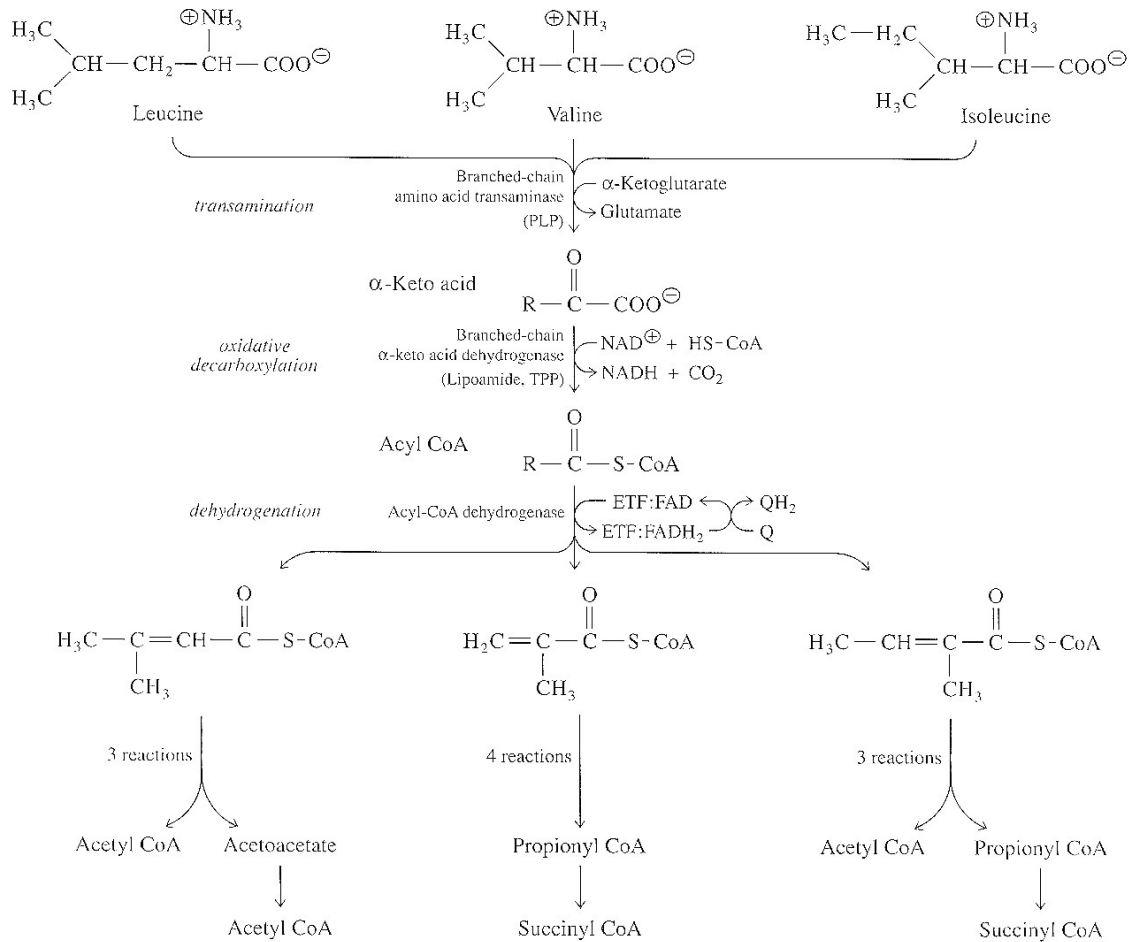 ⊕NH₃ ⊕NH₃ ⊕NH₃
H₃C H₃C H₃C—H₂C
CH—CH₂—CH—COO⊖ CH—CH—COO⊖ CH—CH—COO⊖
H₃C H₃C H₃C
Leucine Valine Isoleucine
transamination
Branched-chain
amino acid transaminase
(PLP)
α-Ketoglutarate
Glutamate
α-Keto acid
O
R—C—COO⊖
oxidative
decarboxylation
Branched-chain
α-keto acid dehydrogenase
(Lipoamide, TPP)
NAD⊕ + HS-CoA
NADH + CO₂
Acyl CoA
O
R—C—S-CoA
dehydrogenation
Acyl-CoA dehydrogenase
ETF:FAD QH₂
ETF:FADH₂ Q
O O O
H₃C—C=CH—C—S-CoA H₂C=C—C—S-CoA H₃C—CH=C—C—S-CoA
CH₃ CH₃ CH₃
3 reactions 4 reactions 3 reactions
Acetyl CoA Acetoacetate Propionyl CoA Acetyl CoA Propionyl CoA
Acetyl CoA Succinyl CoA Succinyl CoA